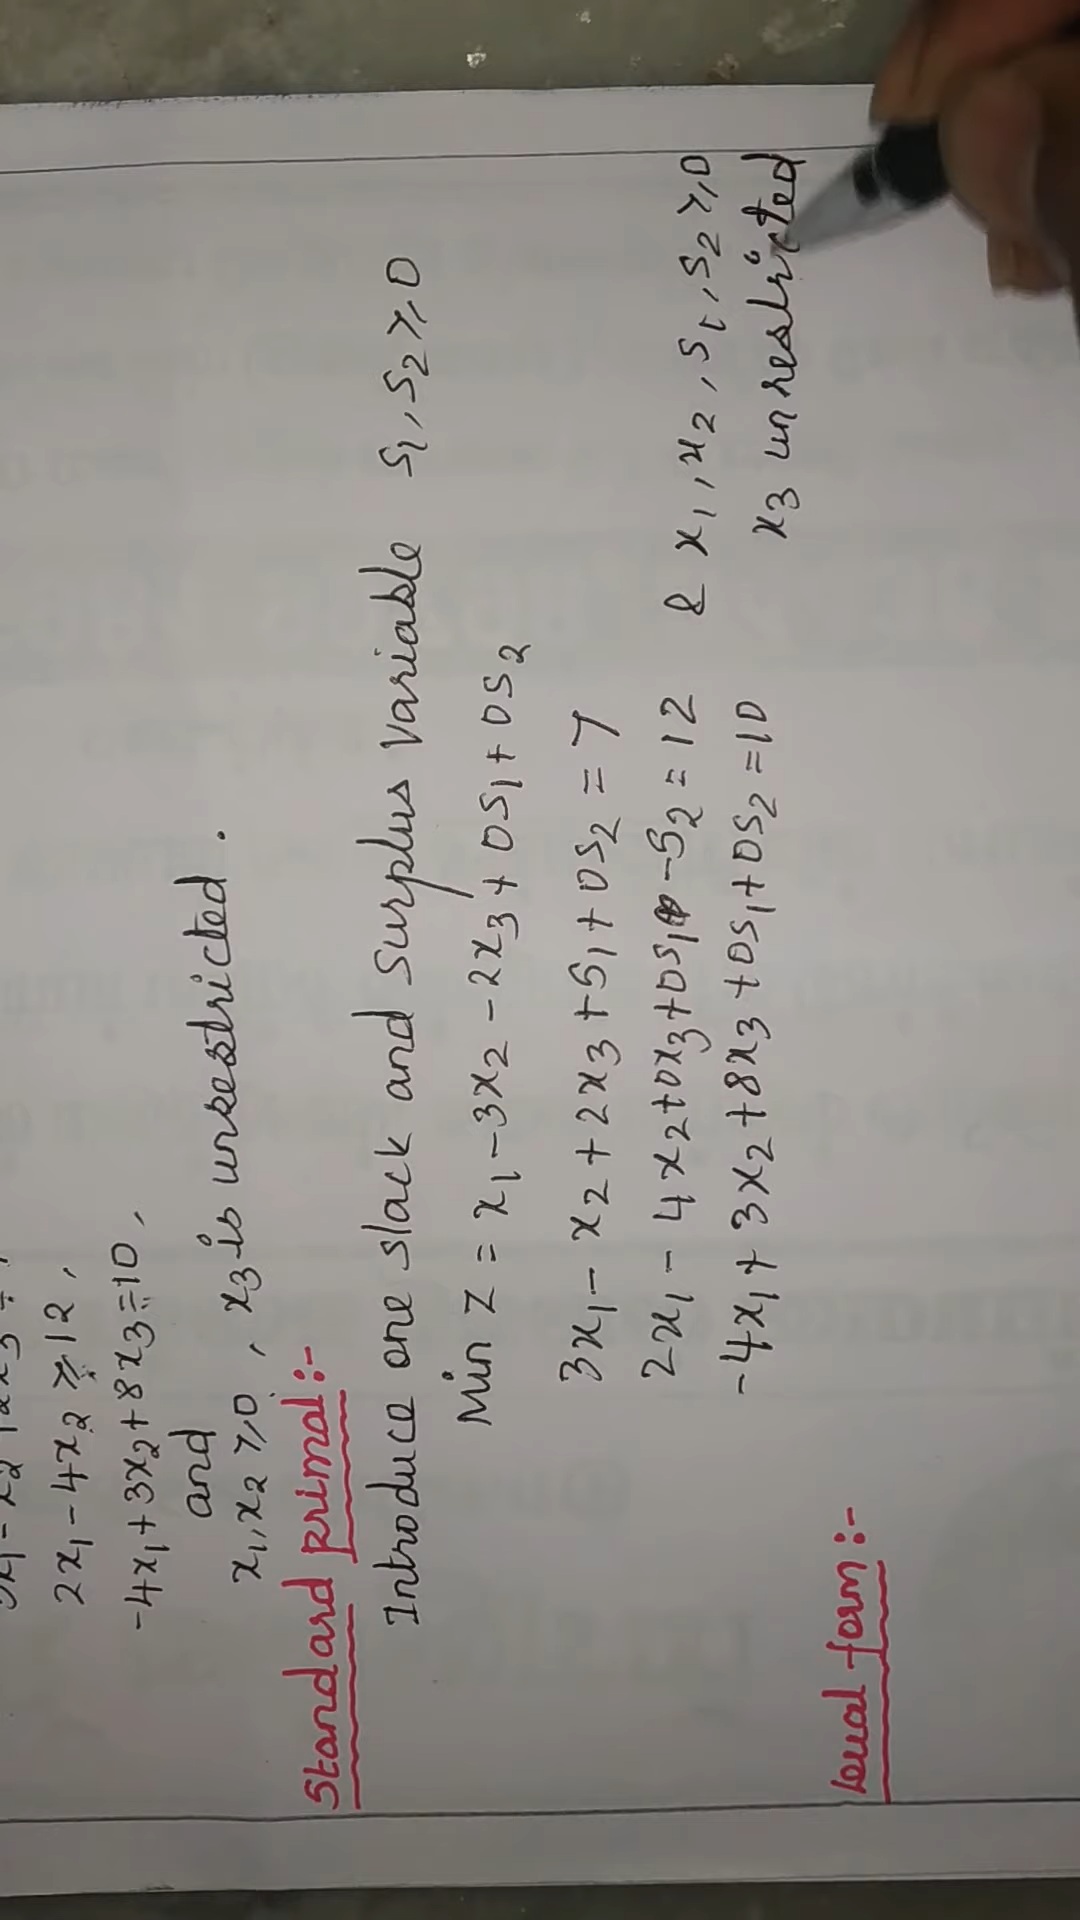 2x₁ - 4x₂ ≥ 12,
-4x₁ + 3x₂ + 8x₃ = 10,
and
x₁, x₂ ≥ 0, x₃ is unrestricted.
Standard primal:-
Introduce one slack and surplus variable s₁, s₂ ≥ 0
Min Z = x₁ - 3x₂ - 2x₃ + 0s₁ + 0s₂
3x₁ - x₂ + 2x₃ + s₁ + 0s₂ = 7
2x₁ - 4x₂ + 0x₃ + 0s₁ - s₂ = 12 & x₁, x₂, s₁, s₂ ≥ 0
-4x₁ + 3x₂ + 8x₃ + 0s₁ + 0s₂ = 10 x₃ unrestricted
Dual form:-